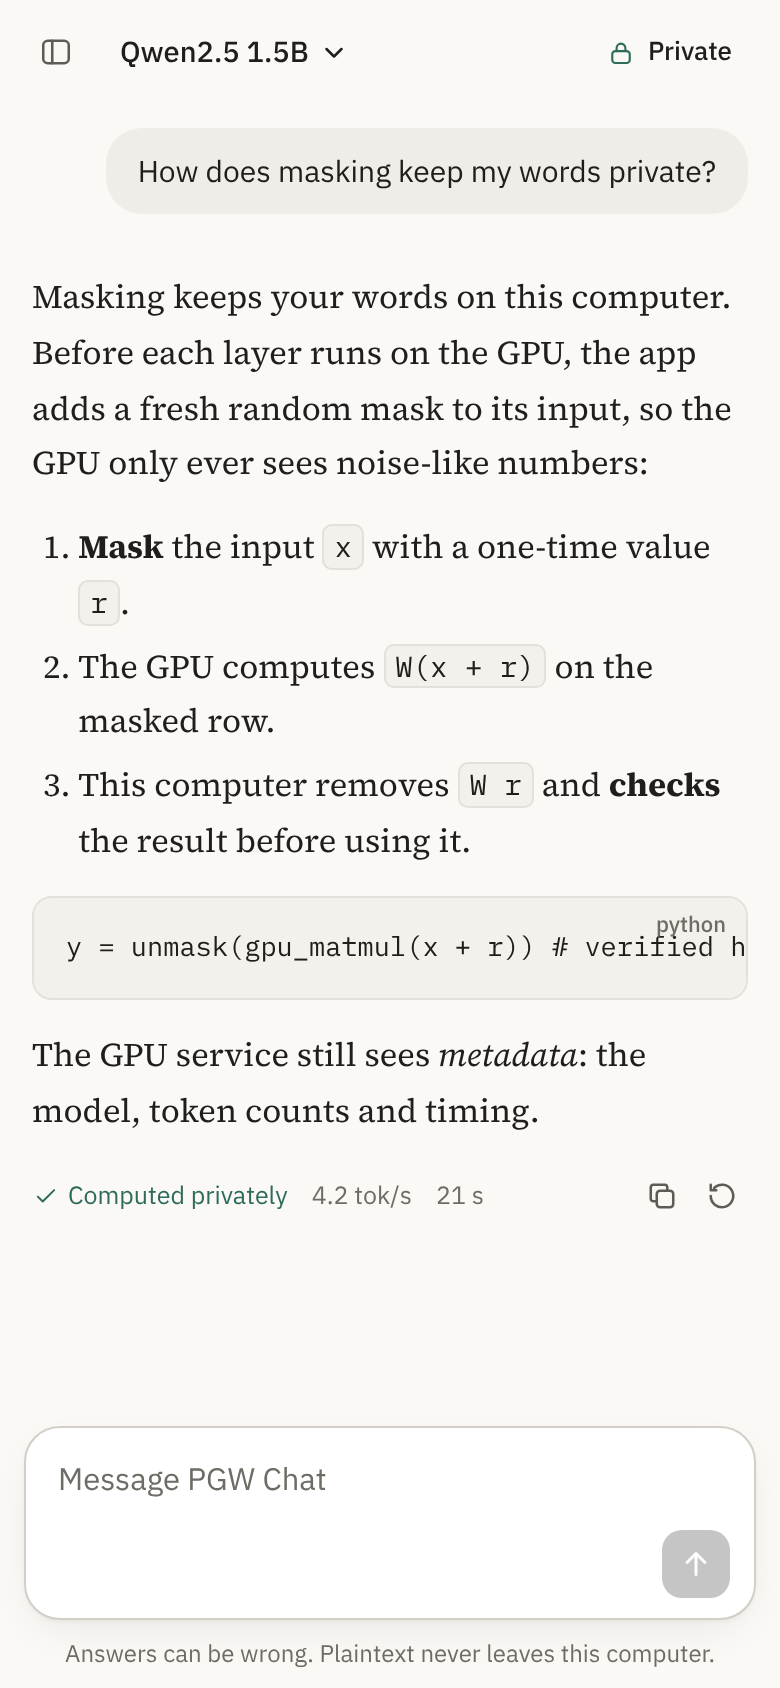 Qwen2.5 1.5B
Private
How does masking keep my words private?
Masking keeps your words on this computer.
Before each layer runs on the GPU, the app
adds a fresh random mask to its input, so the
GPU only ever sees noise-like numbers:
1. Mask the input x with a one-time value
r.
2. The GPU computes W(x + r) on the
masked row.
3. This computer removes W r and checks
the result before using it.
python
y = unmask(gpu_matmul(x + r)) # verified h
The GPU service still sees metadata: the
model, token counts and timing.
Computed privately 4.2 tok/s 21 s
Message PGW Chat
Answers can be wrong. Plaintext never leaves this computer.